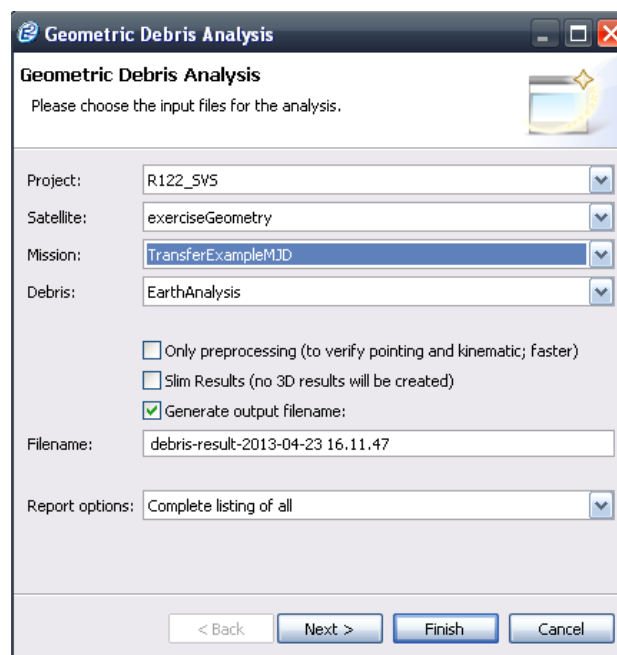 Geometric Debris Analysis
Geometric Debris Analysis
Please choose the input files for the analysis.
Project: R122_SVS
Satellite: exerciseGeometry
Mission: TransferExampleMJD
Debris: EarthAnalysis
Only preprocessing (to verify pointing and kinematic; faster)
Slim Results (no 3D results will be created)
Generate output filename:
Filename: debris-result-2013-04-23 16.11.47
Report options: Complete listing of all
< Back Next > Finish Cancel